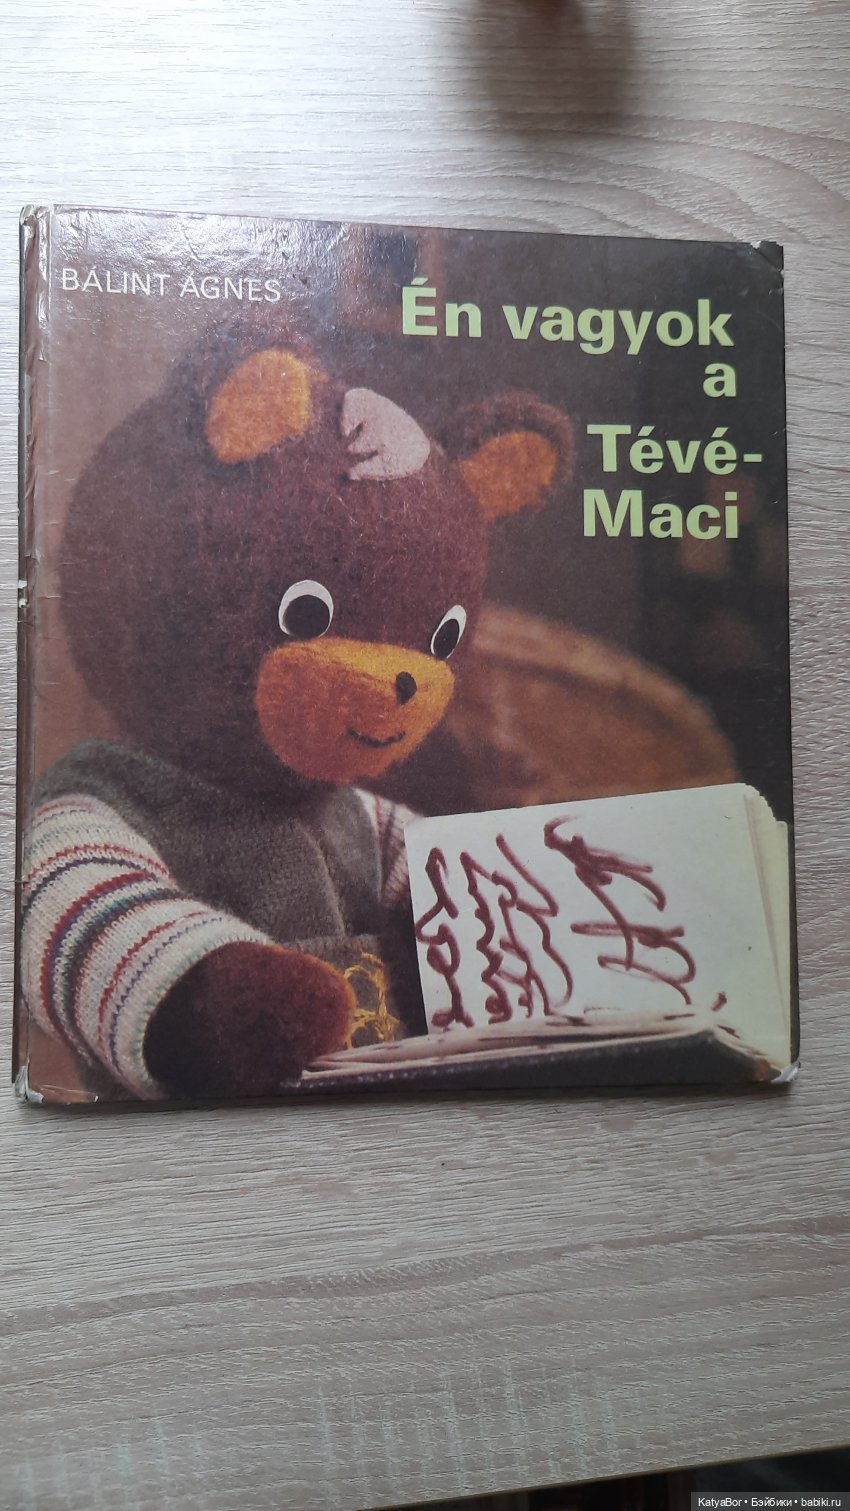 BÁLINT ÁGNES
Én vagyok
a
Tévé-
Maci
KatyaBor • Бэйбики • babiki.ru